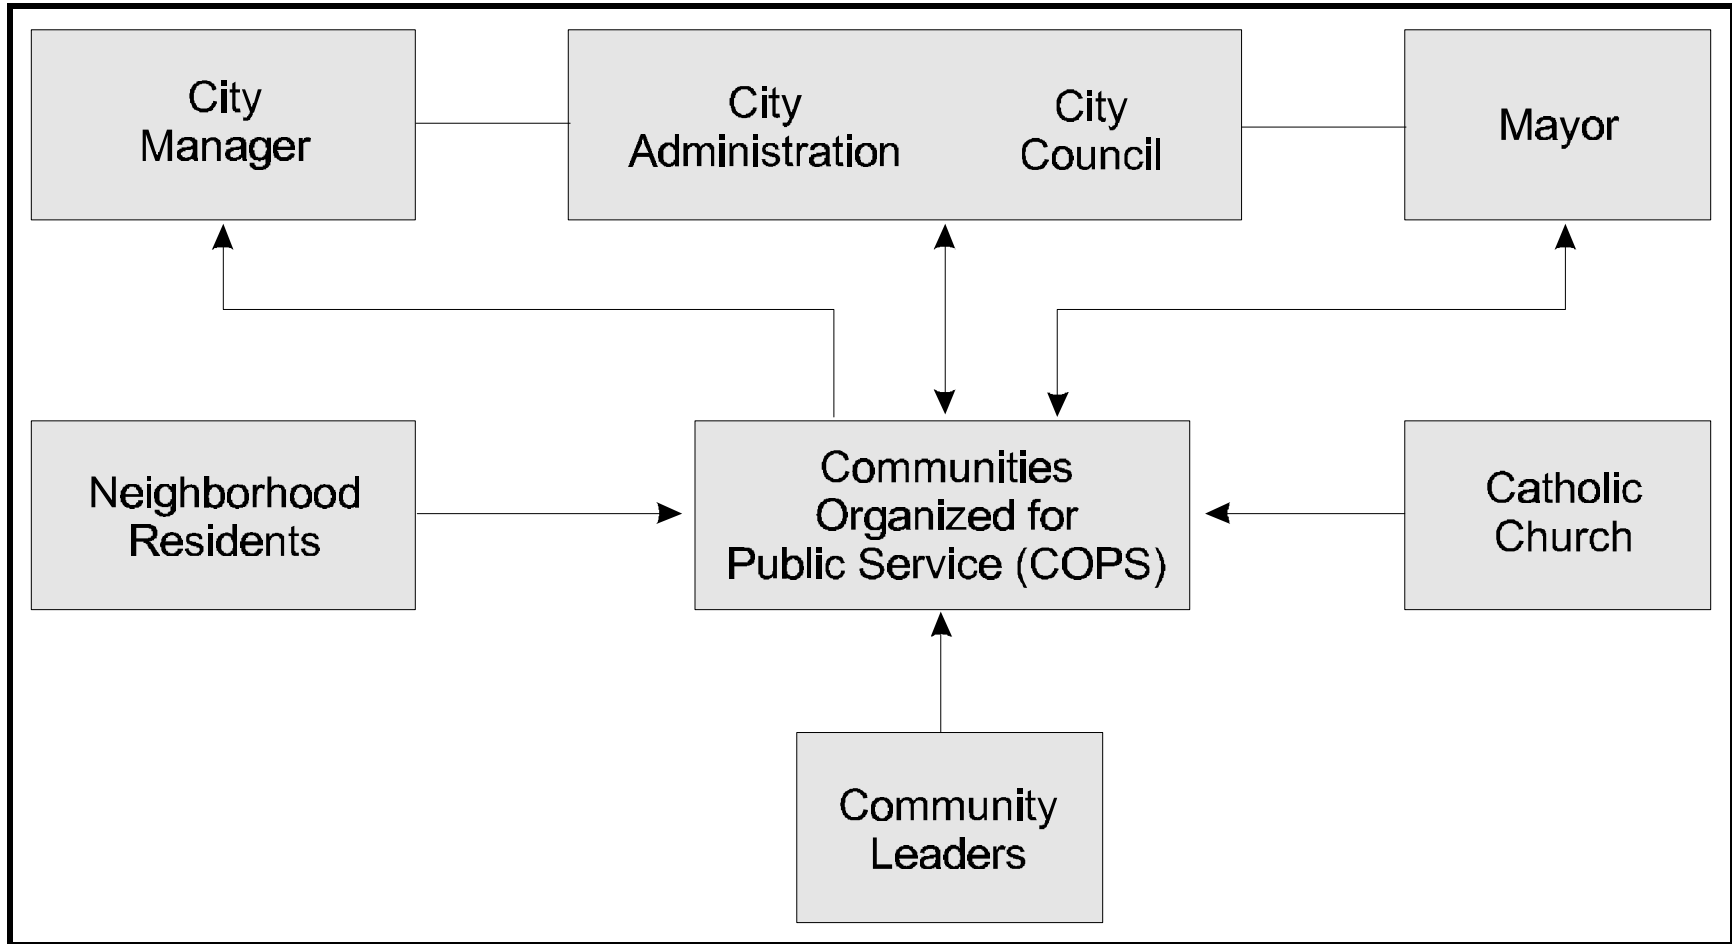 City
Manager
City
Administration
City
Council
Mayor
Neighborhood
Residents
Communities
Organized for
Public Service (COPS)
Catholic
Church
Community
Leaders